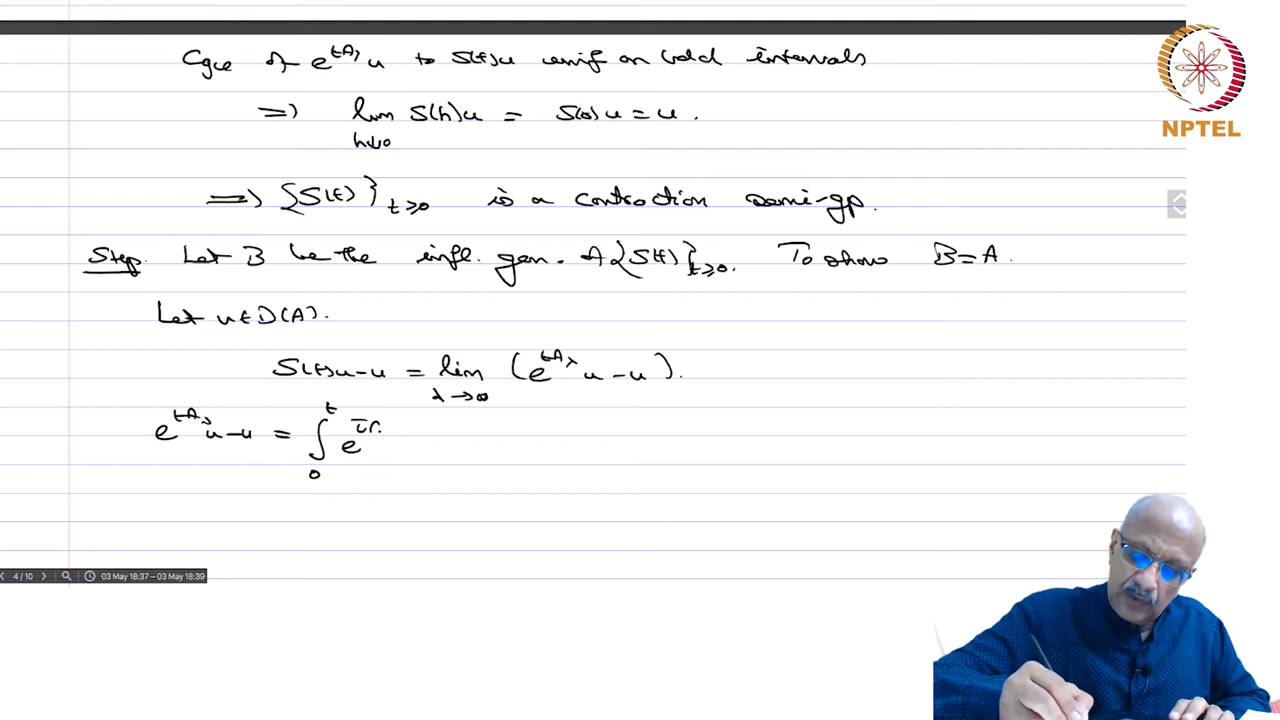 Cgce of e^{tA_λ} u to S(t)u unif on bdd intervals
⟹ lim_{h↓0} S(h)u = S(0)u = u.
⟹ {S(t)}_{t≥0} is a contraction semi-gp.
Step. Let B be the infl. gen. of {S(t)}_{t≥0}. To show B = A.
Let u ∈ D(A).
S(t)u - u = lim_{λ→∞} (e^{tA_λ} u - u).
e^{tA_λ} u - u = ∫_0^t e^{τ
4 / 10 03 May 18:37 – 03 May 18:39
NPTEL